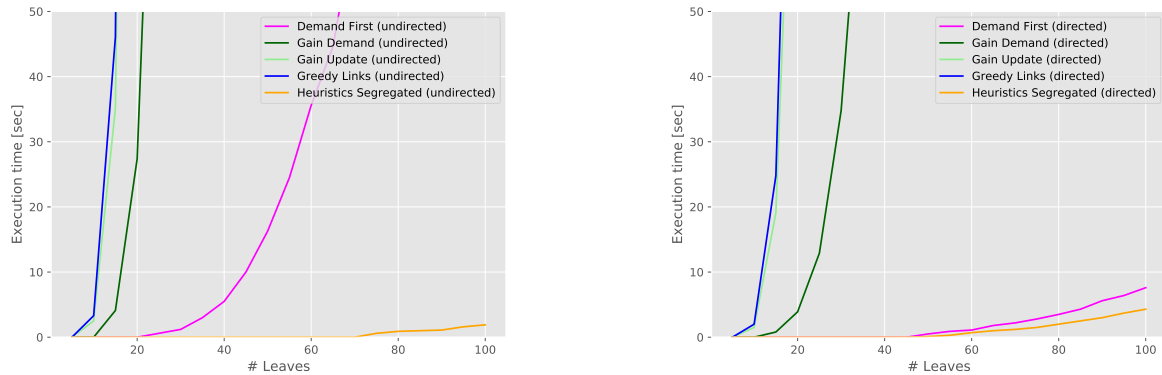 50
40
30
20
10
0
Execution time [sec]
20
40
60
80
100
# Leaves
Demand First (undirected)
Gain Demand (undirected)
Gain Update (undirected)
Greedy Links (undirected)
Heuristics Segregated (undirected)
50
40
30
20
10
0
Execution time [sec]
20
40
60
80
100
# Leaves
Demand First (directed)
Gain Demand (directed)
Gain Update (directed)
Greedy Links (directed)
Heuristics Segregated (directed)